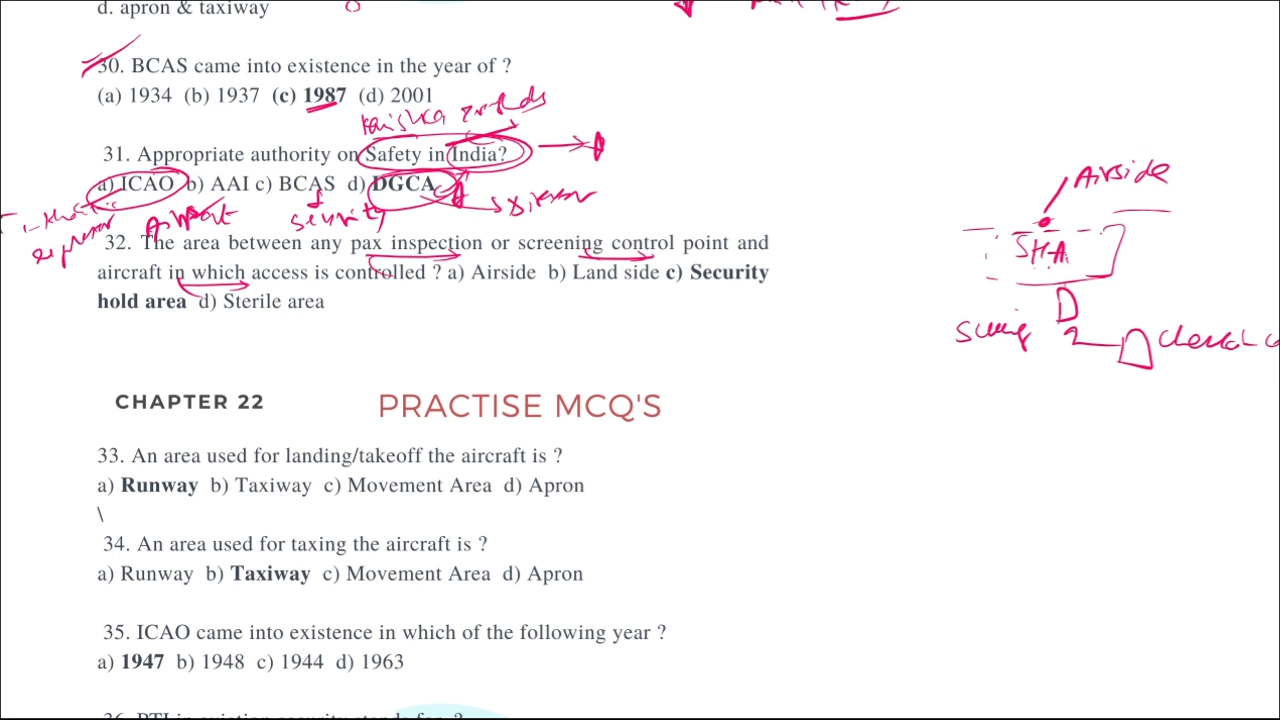 d. apron & taxiway
30. BCAS came into existence in the year of ?
(a) 1934 (b) 1937 (c) 1987 (d) 2001
31. Appropriate authority on Safety in India?
a) ICAO b) AAI c) BCAS d) DGCA
security
Airside
32. The area between any pax inspection or screening control point and
aircraft in which access is controlled ? a) Airside b) Land side c) Security
hold area d) Sterile area
SHA
CHAPTER 22
PRACTISE MCQ'S
33. An area used for landing/takeoff the aircraft is ?
a) Runway b) Taxiway c) Movement Area d) Apron
\
34. An area used for taxing the aircraft is ?
a) Runway b) Taxiway c) Movement Area d) Apron
35. ICAO came into existence in which of the following year ?
a) 1947 b) 1948 c) 1944 d) 1963